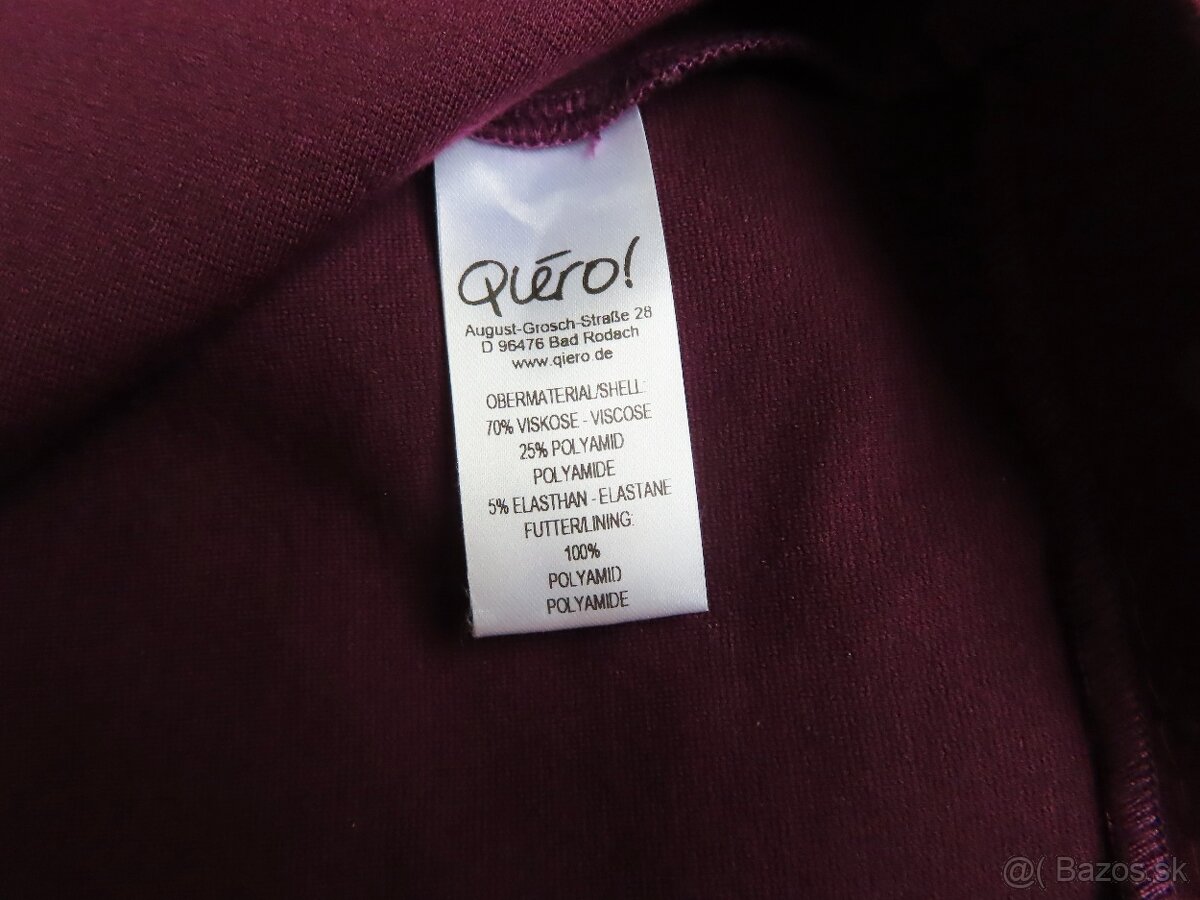 Qiéro!
August-Grosch-Straße 28
D 96476 Bad Rodach
www.qiero.de
OBERMATERIAL/SHELL:
70% VISKOSE - VISCOSE
25% POLYAMID
POLYAMIDE
5% ELASTHAN - ELASTANE
FUTTER/LINING:
100%
POLYAMID
POLYAMIDE
@( Bazos.sk